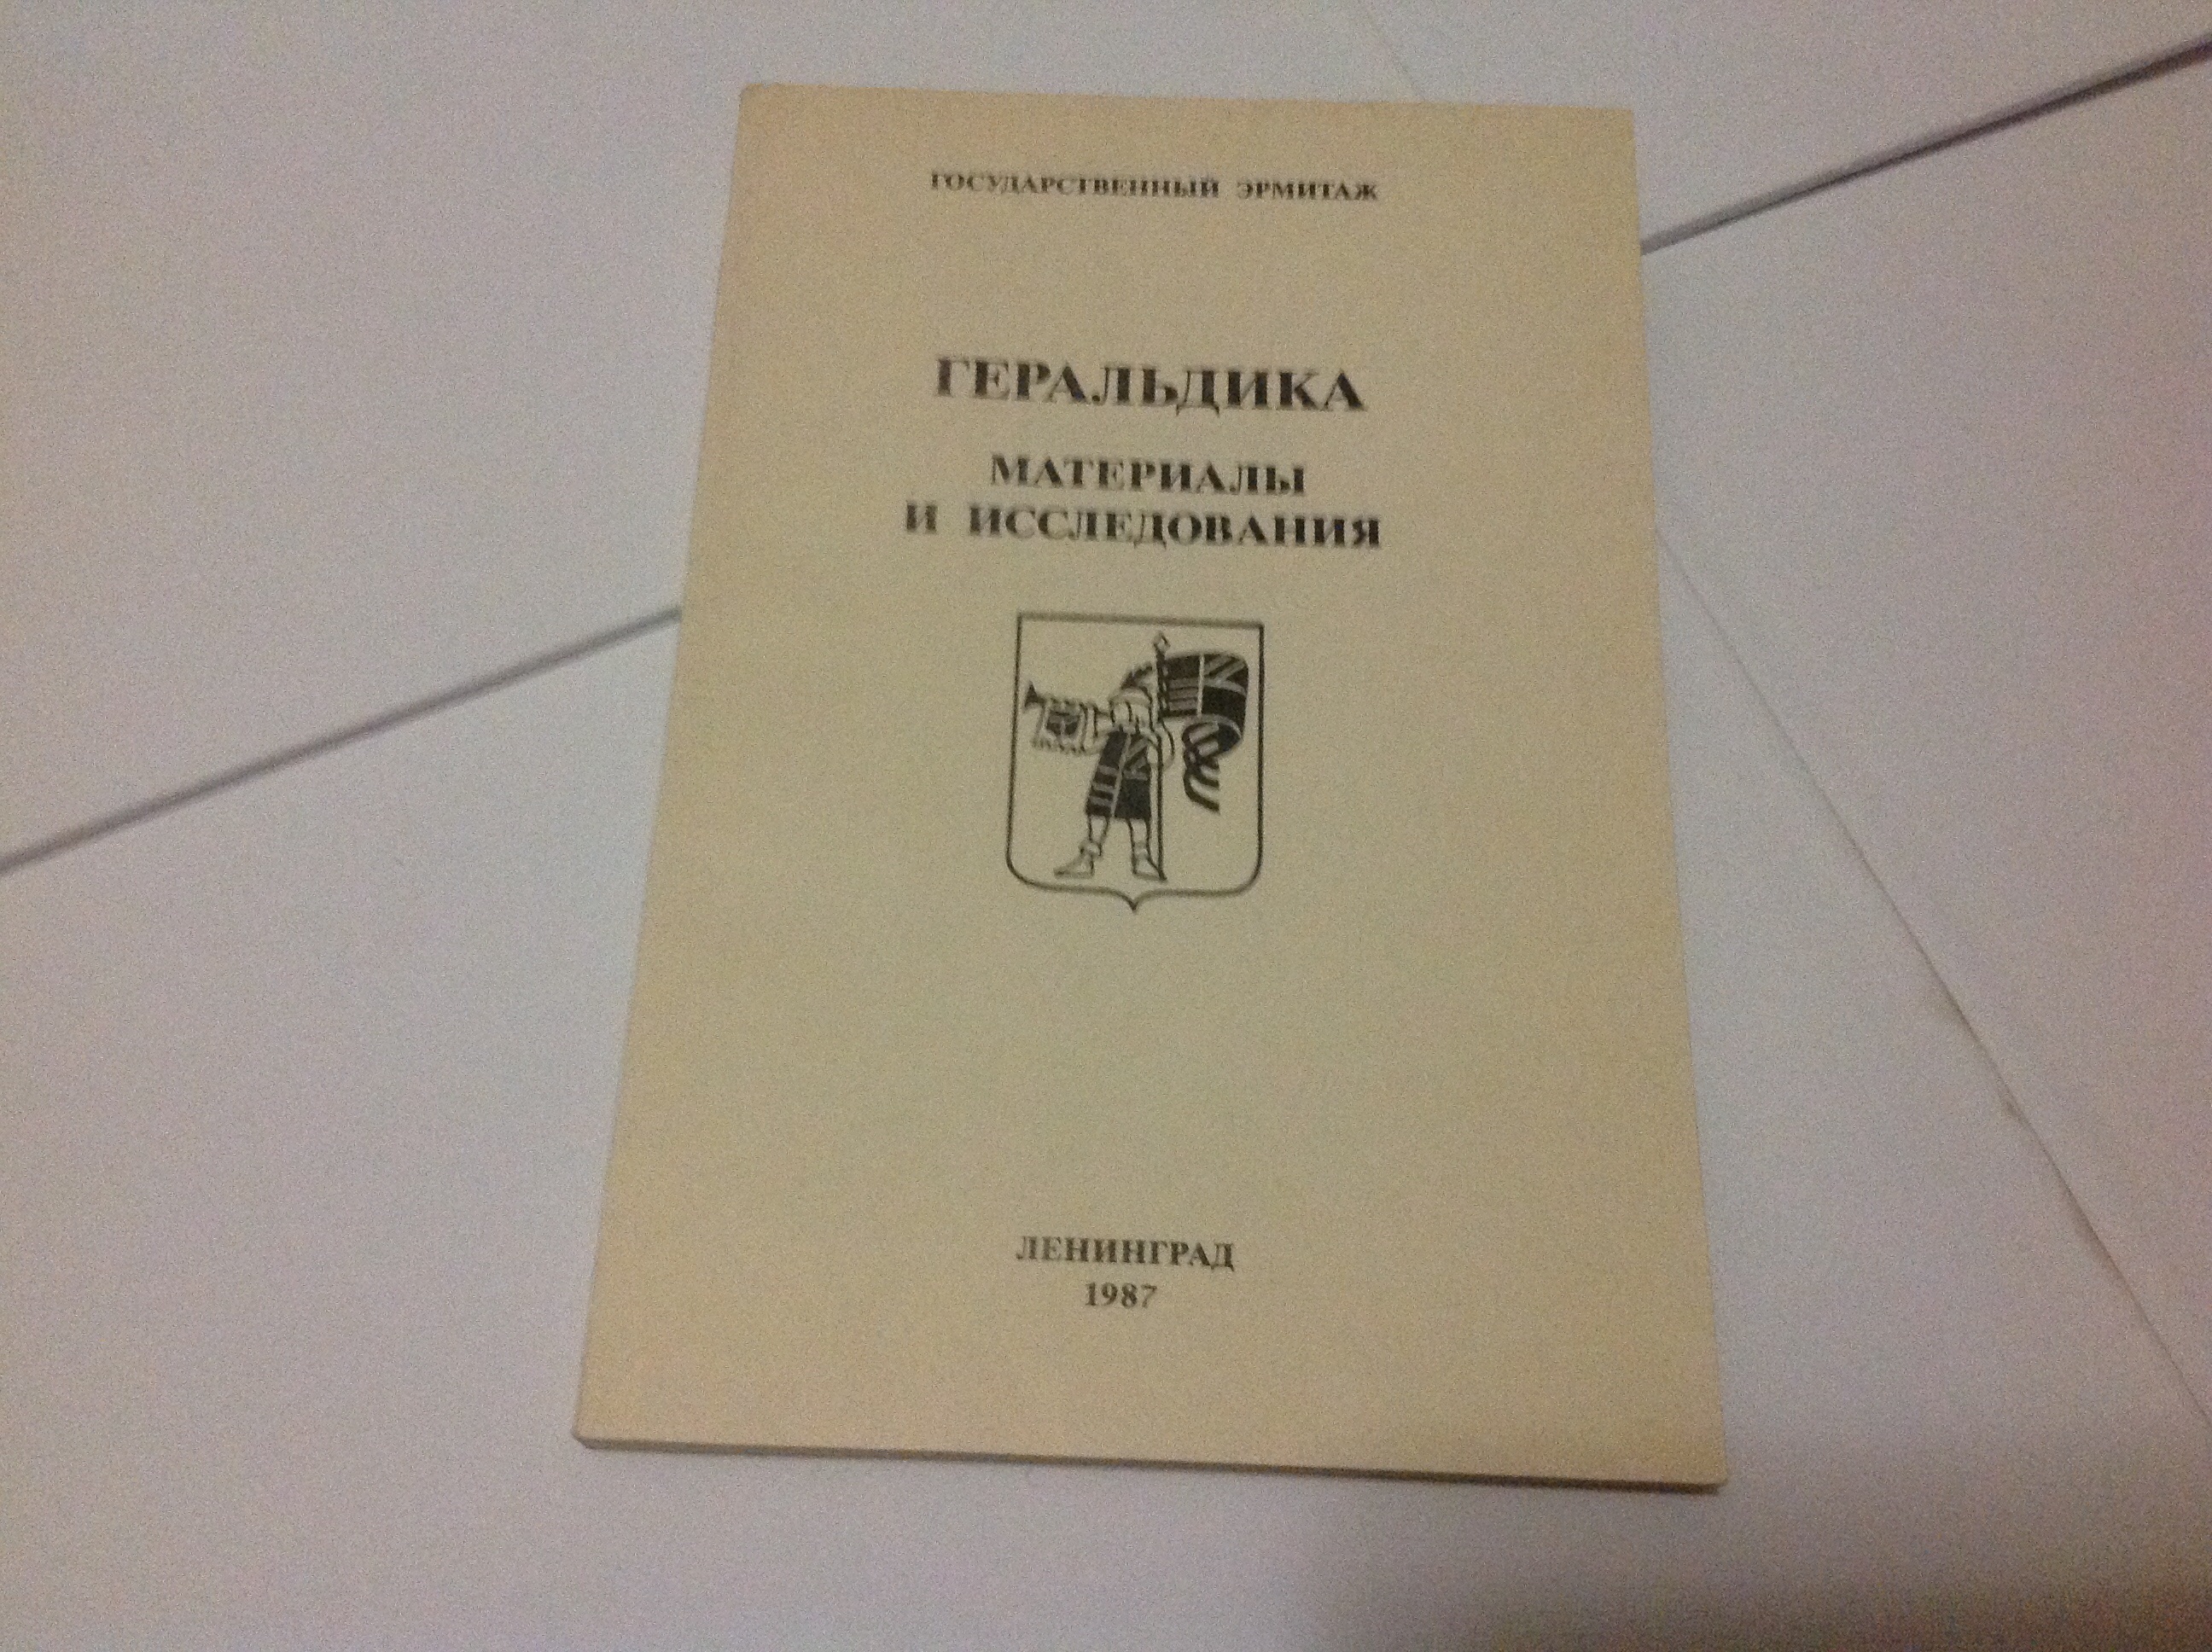 ГОСУДАРСТВЕННЫЙ ЭРМИТАЖ
ГЕРАЛЬДИКА
МАТЕРИАЛЫ
И ИССЛЕДОВАНИЯ
ЛЕНИНГРАД
1987